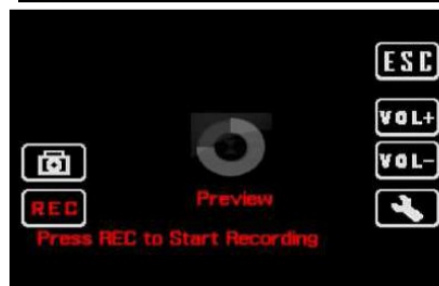 ESC
VOL+
VOL-
REC
Preview
Press REC to Start Recording